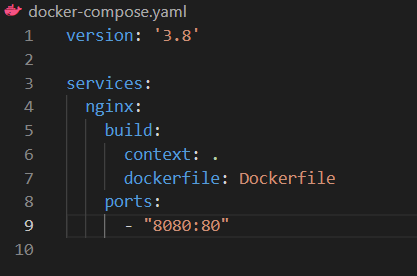 docker-compose.yaml
1 version: '3.8'
2
3 services:
4   nginx:
5     build:
6       context: .
7       dockerfile: Dockerfile
8     ports:
9       - "8080:80"
10